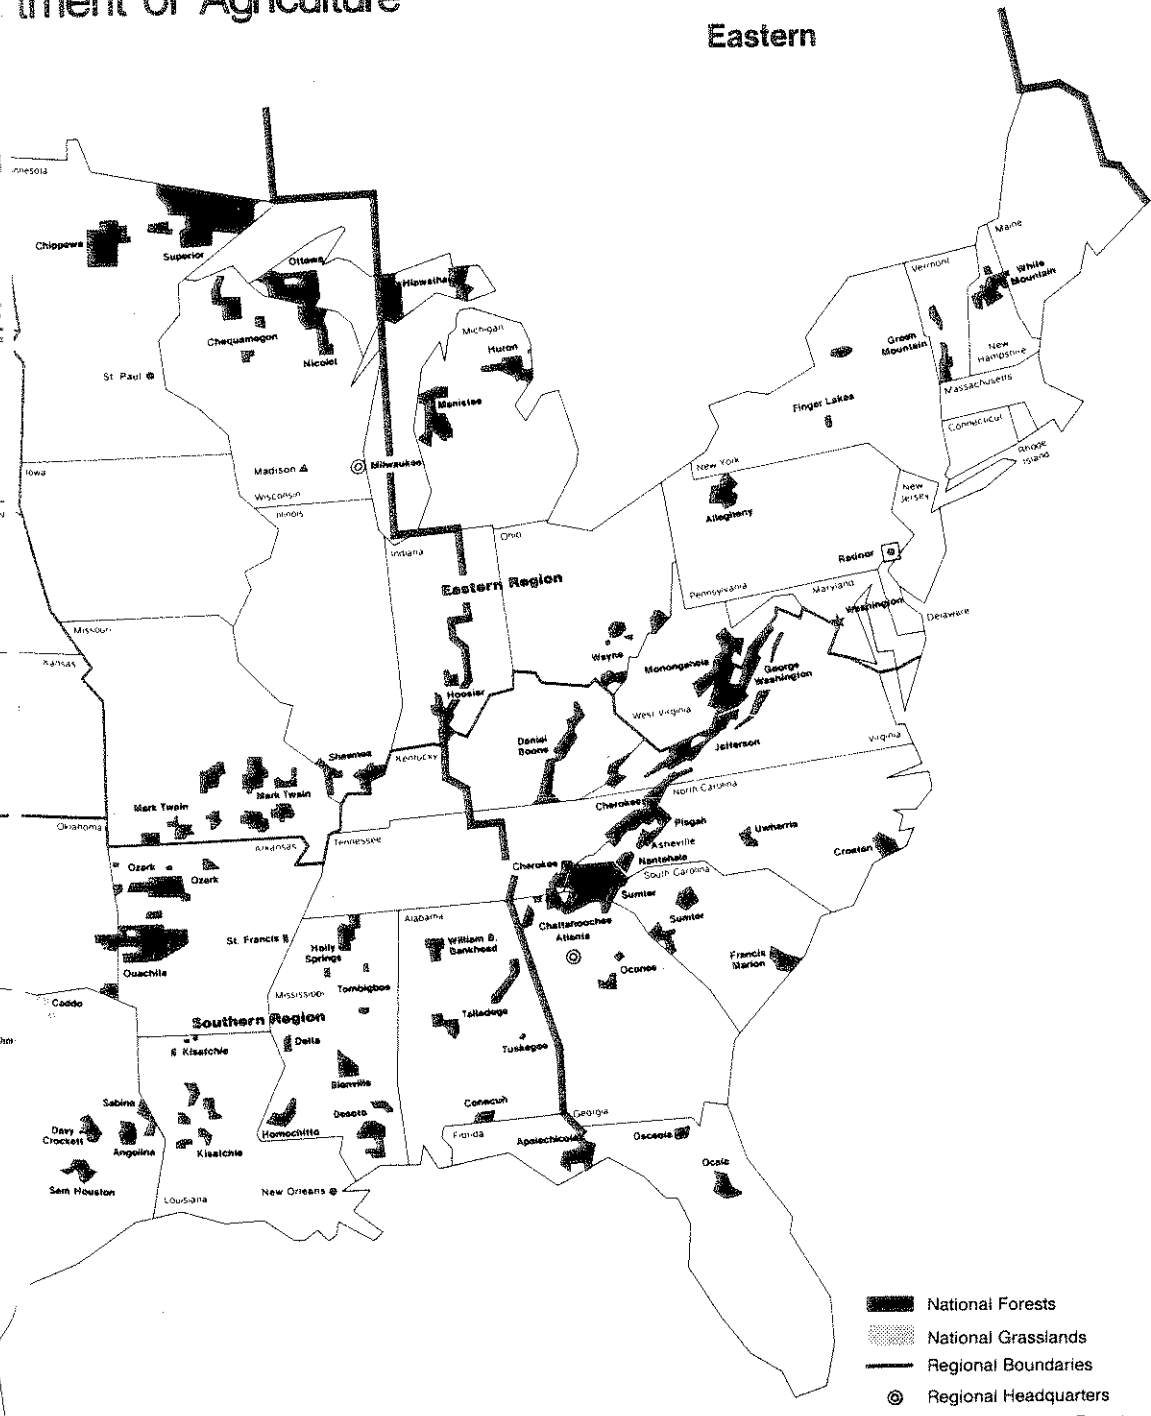 tment of Agriculture
Eastern
nnesota
Maine
Chippewa
Superior
Ottawa
Vermont
White
Mountain
Hiawatha
Michigan
Chequamegon
Nicolet
Huron
Green
Mountain
New
Hampshire
St. Paul
Massachusetts
Manistee
Finger Lakes
Connecticut
Rhode
Island
Iowa
Madison
Milwaukee
New York
Wisconsin
Illinois
New
Jersey
Allegheny
Indiana
Ohio
Radnor
Eastern Region
Pennsylvania
Maryland
Washington
Delaware
Missouri
Kansas
Wayne
Monongahela
George
Washington
Hoosier
West Virginia
Daniel
Boone
Jefferson
Virginia
Shawnee
Kentucky
Mark Twain
Mark Twain
Cherokee
North Carolina
Oklahoma
Pisgah
Uwharrie
Arkansas
Tennessee
Asheville
Croatan
Ozark
Ozark
Cherokee
Nantahala
South Carolina
Sumter
Sumter
Alabama
Chattahoochee
Atlanta
St. Francis
Holly
Springs
William B.
Bankhead
Francis
Marion
Oconee
Ouachita
Caddo
Mississippi
Tombigbee
Talladega
Southern Region
Kisatchie
Delta
Tuskegee
Bienville
Sabine
Conecuh
Georgia
Davy
Crockett
Desoto
Homochitto
Florida
Apalachicola
Osceola
Angelina
Kisatchie
Ocala
Sam Houston
Louisiana
New Orleans
National Forests
National Grasslands
Regional Boundaries
Regional Headquarters